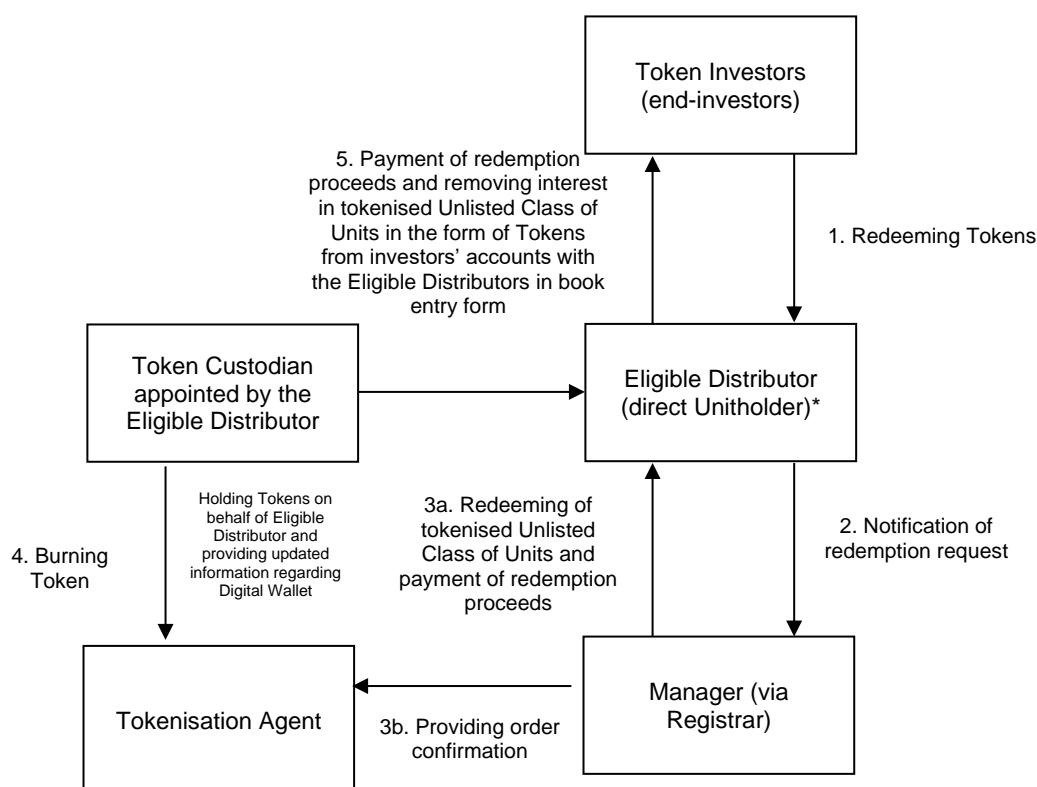 Token Investors
(end-investors)
5. Payment of redemption
proceeds and removing interest
in tokenised Unlisted Class of
Units in the form of Tokens
from investors’ accounts with
the Eligible Distributors in book
entry form
1. Redeeming Tokens
Token Custodian
appointed by the
Eligible Distributor
Eligible Distributor
(direct Unitholder)*
4. Burning
Token
Holding Tokens on
behalf of Eligible
Distributor and
providing updated
information regarding
Digital Wallet
3a. Redeeming of
tokenised Unlisted
Class of Units and
payment of redemption
proceeds
2. Notification of
redemption request
Tokenisation Agent
3b. Providing order
confirmation
Manager (via
Registrar)